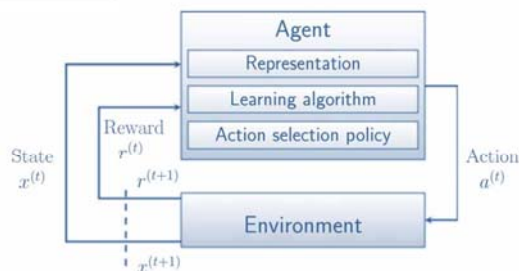 Agent
Representation
Learning algorithm
Action selection policy
Reward
r^(t)
State
x^(t)
Action
a^(t)
r^(t+1)
Environment
x^(t+1)